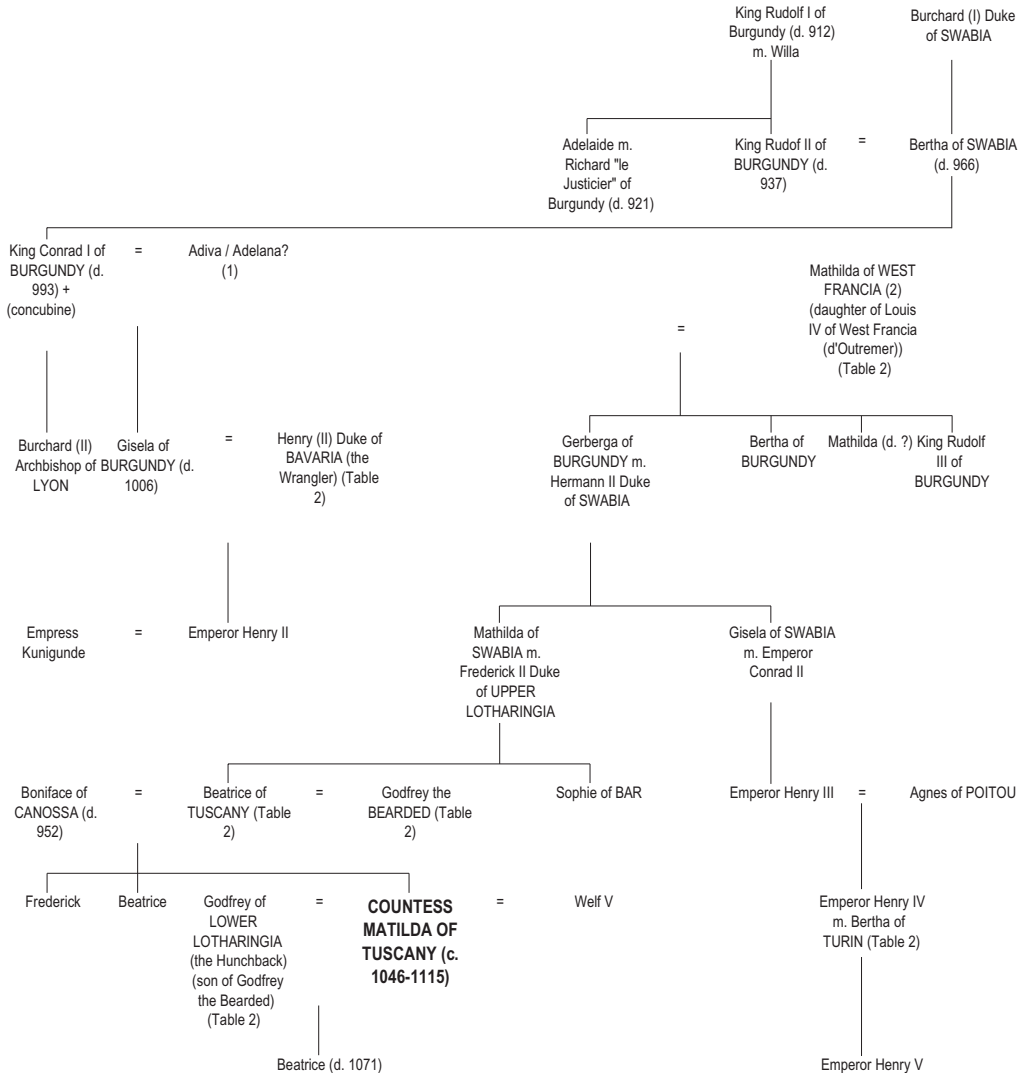 King Rudolf I of
Burgundy (d. 912)
m. Willa
Burchard (I) Duke
of SWABIA
Adelaide m.
Richard "le
Justicier" of
Burgundy (d. 921)
King Rudof II of
BURGUNDY (d.
937)
=
Bertha of SWABIA
(d. 966)
King Conrad I of
BURGUNDY (d.
993) +
(concubine)
=
Adiva / Adelana?
(1)
=
Mathilda of WEST
FRANCIA (2)
(daughter of Louis
IV of West Francia
(d'Outremer))
(Table 2)
Burchard (II)
Archbishop of
LYON
Gisela of
BURGUNDY (d.
1006)
=
Henry (II) Duke of
BAVARIA (the
Wrangler) (Table
2)
Gerberga of
BURGUNDY m.
Hermann II Duke
of SWABIA
Bertha of
BURGUNDY
Mathilda (d. ?)
King Rudolf
III of
BURGUNDY
Empress
Kunigunde
=
Emperor Henry II
Mathilda of
SWABIA m.
Frederick II Duke
of UPPER
LOTHARINGIA
Gisela of SWABIA
m. Emperor
Conrad II
Boniface of
CANOSSA (d.
952)
=
Beatrice of
TUSCANY (Table
2)
=
Godfrey the
BEARDED (Table
2)
Sophie of BAR
Emperor Henry III
=
Agnes of POITOU
Frederick
Beatrice
Godfrey of
LOWER
LOTHARINGIA
(the Hunchback)
(son of Godfrey
the Bearded)
(Table 2)
=
COUNTESS
MATILDA OF
TUSCANY (c.
1046-1115)
=
Welf V
Emperor Henry IV
m. Bertha of
TURIN (Table 2)
Beatrice (d. 1071)
Emperor Henry V